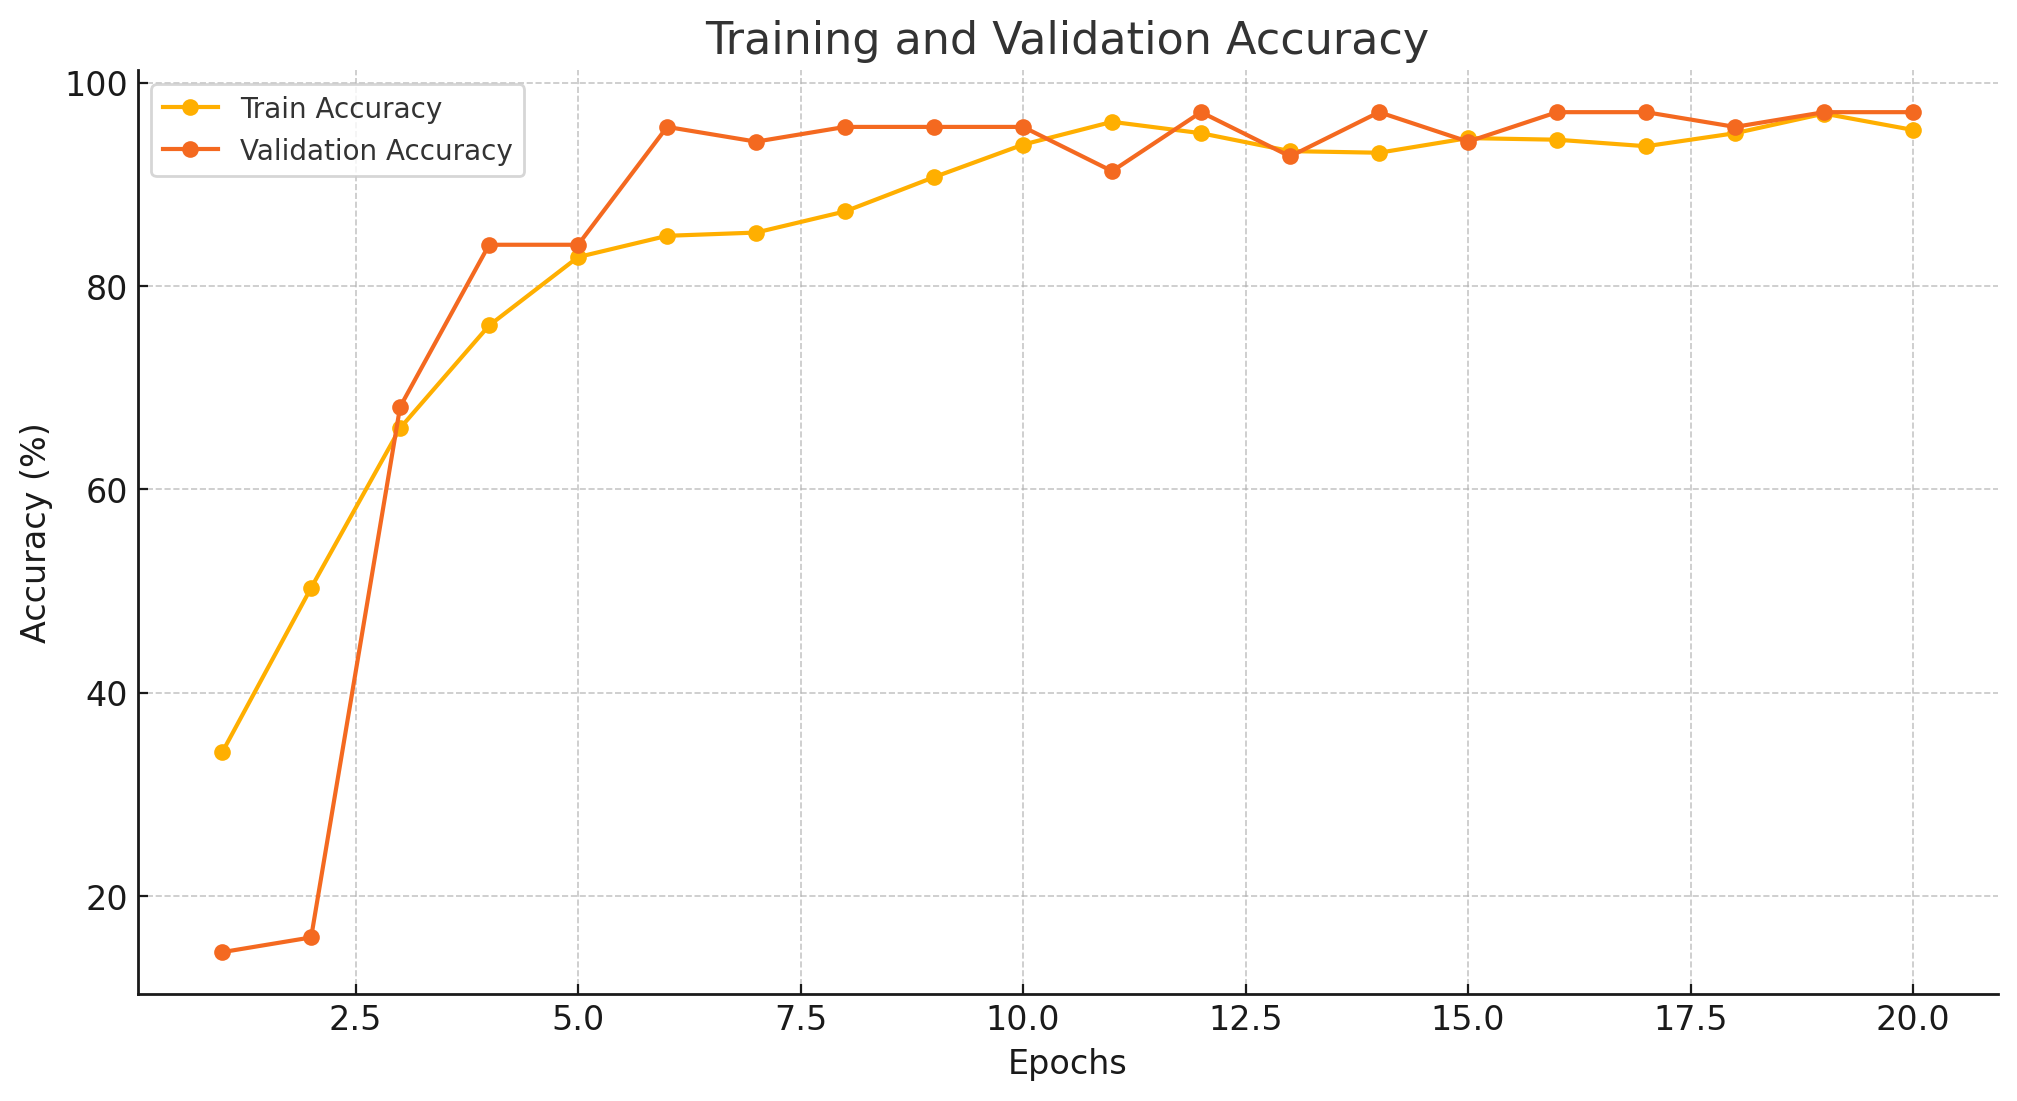 Training and Validation Accuracy
Train Accuracy
Validation Accuracy
Accuracy (%)
100
80
60
40
20
2.5 5.0 7.5 10.0 12.5 15.0 17.5 20.0
Epochs